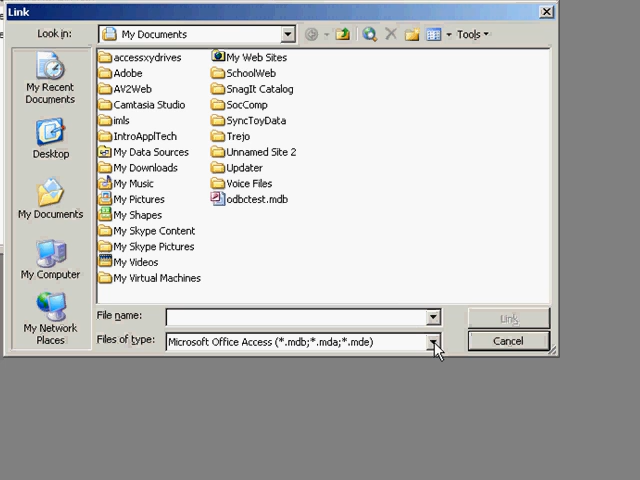 Link
Look in: My Documents Tools
My Recent
Documents
Desktop
My Documents
My Computer
My Network
Places
accessxydrives
Adobe
AV2Web
Camtasia Studio
imls
IntroApplTech
My Data Sources
My Downloads
My Music
My Pictures
My Shapes
My Skype Content
My Skype Pictures
My Videos
My Virtual Machines
My Web Sites
SchoolWeb
SnagIt Catalog
SocComp
SyncToyData
Trejo
Unnamed Site 2
Updater
Voice Files
odbctest.mdb
File name: Link
Files of type: Microsoft Office Access (*.mdb;*.mda;*.mde) Cancel